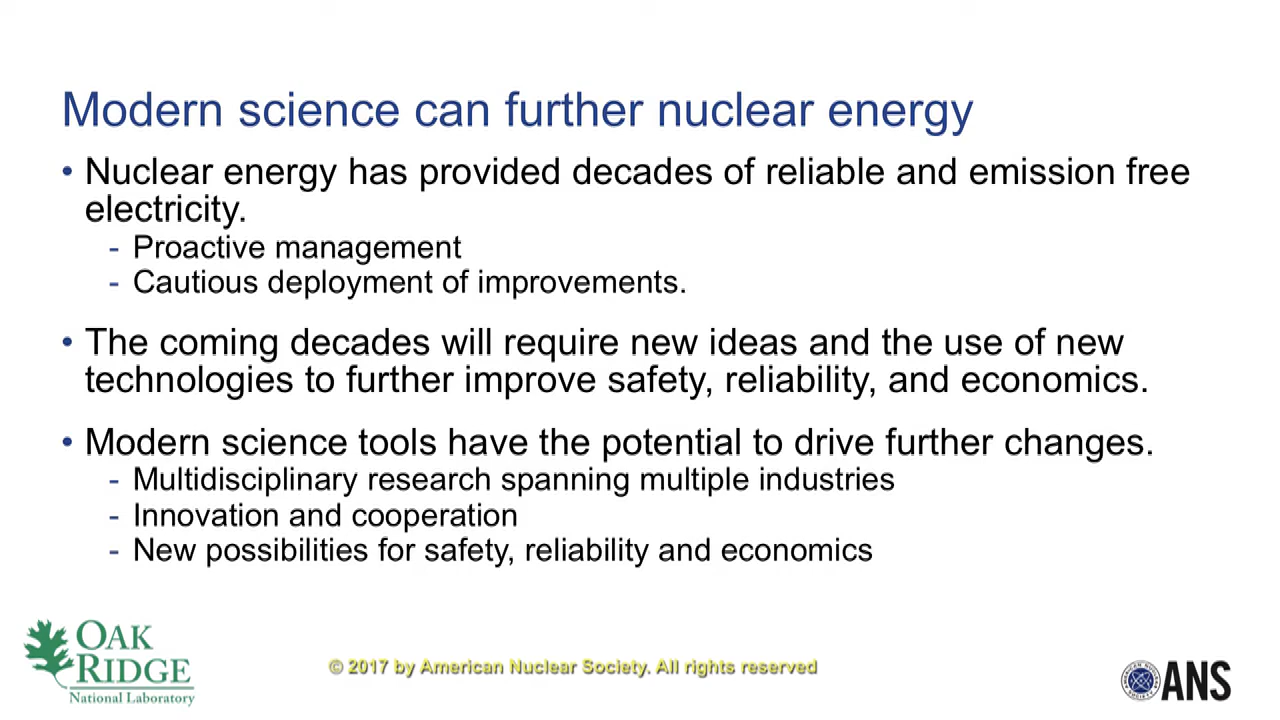 Modern science can further nuclear energy
• Nuclear energy has provided decades of reliable and emission free
electricity.
- Proactive management
- Cautious deployment of improvements.
• The coming decades will require new ideas and the use of new
technologies to further improve safety, reliability, and economics.
• Modern science tools have the potential to drive further changes.
- Multidisciplinary research spanning multiple industries
- Innovation and cooperation
- New possibilities for safety, reliability and economics
OAK
RIDGE
National Laboratory
© 2017 by American Nuclear Society. All rights reserved
AMERICAN NUCLEAR SOCIETY
ANS